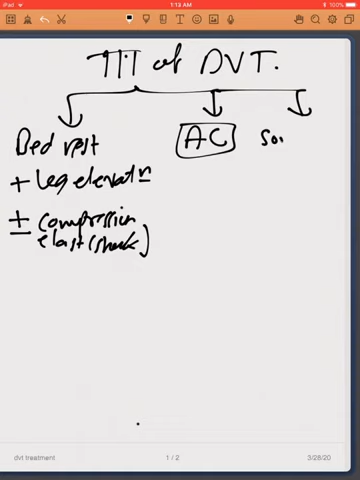 iPad
1:13 AM
100%
TTT of DVT.
Bed rest
+ Leg elevatn
± compression
elast (
AC
so
dvt treatment
1 / 2
3/28/20